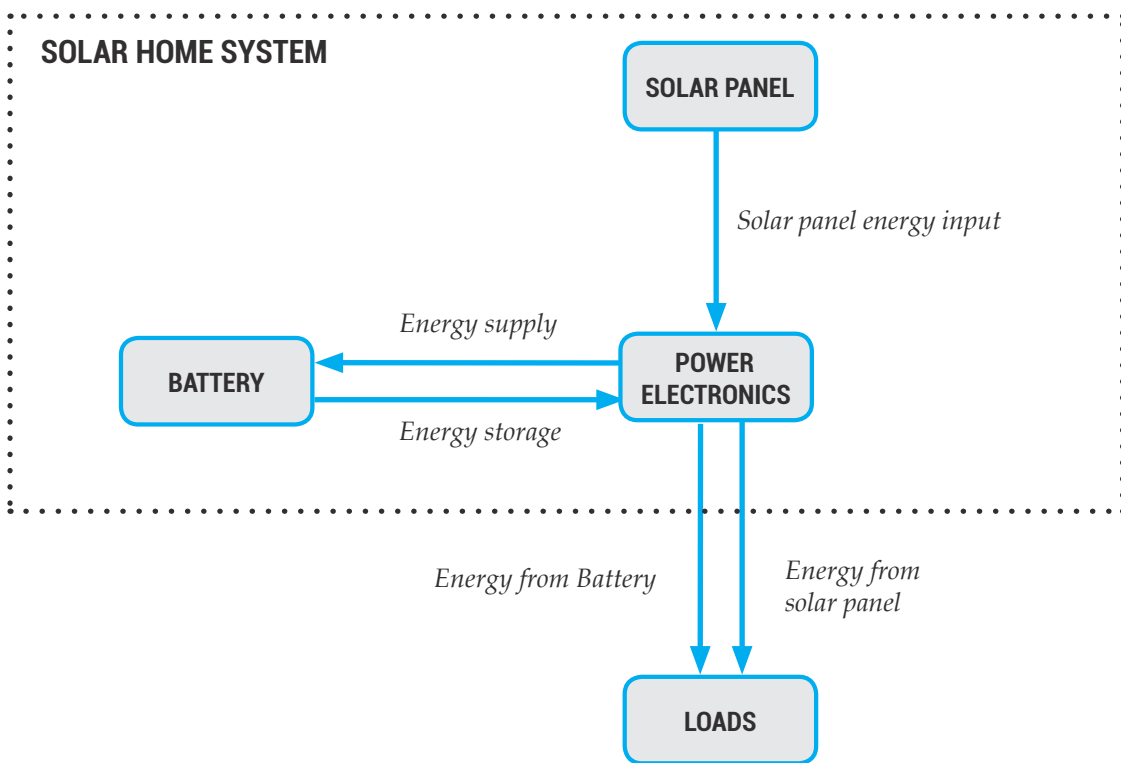 SOLAR HOME SYSTEM
SOLAR PANEL
Solar panel energy input
Energy supply
BATTERY
POWER
ELECTRONICS
Energy storage
Energy from Battery
Energy from
solar panel
LOADS